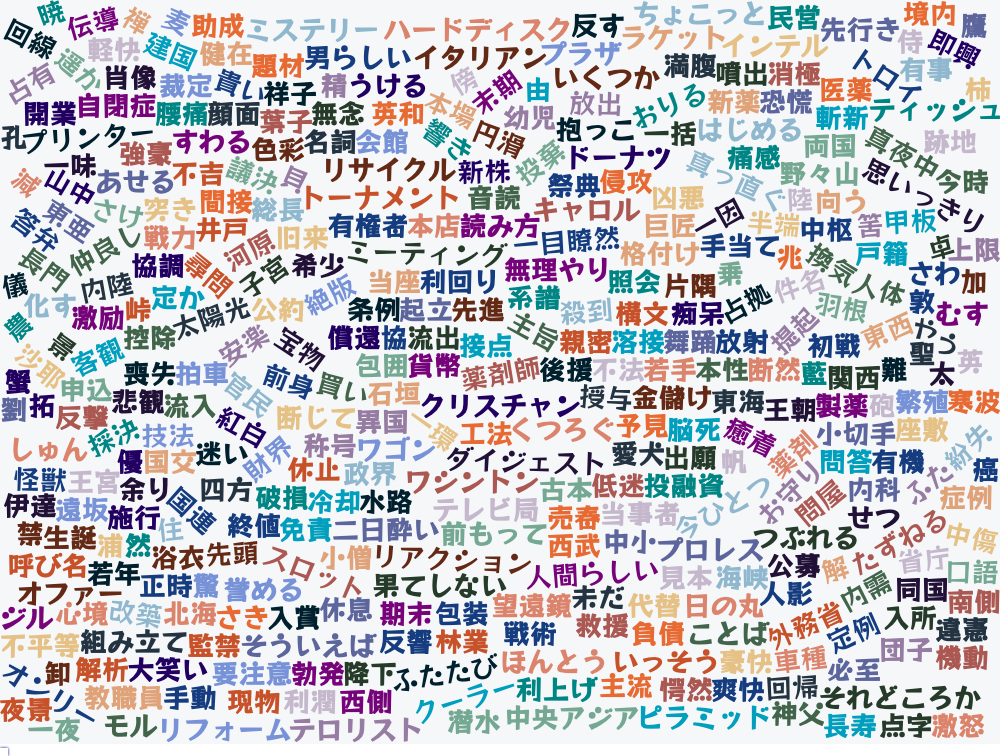 暁 伝導 禅 麦 助成 ミステリー ハードディスク 反す ちょこっと 民営 先行き 境内 鷹
回線 遥か 軽快 建国 健在 題材 男らしい イタリアン プラザ ラケット インテル 侍 即興
占有 肖像 裁定 貴い 祥子 精 うける 傍 末期 由 いくつか 満腹 噴出 消極 トロイ 有事 柿
開業 自閉症 腰痛 顔面 葉子 無念 英和 本場 幼児 放出 おりる 新薬 恐慌 医薬 斬新 ティッシュ
孔 プリンター 強豪 すわる 色彩 名詞 会館 響き 円滑 抱っこ 一括 はじめる 両国 真夜中 跡地
一味 山中 あせる 不吉 議決 貝 リサイクル 新株 投薬 ドーナツ 真っ直ぐ 痛感 野々山 思いっきり 今時
減 東亜 さけ 突き 間接 総長 トーナメント 音読 祭典 侵攻 凶悪 陸 向う
答弁 仲良し 戦力 井戸 旧来 有権者 本店 読み方 キャロル 巨匠 一因 半端 中枢 筈 甲板 卓 上限
長門 協調 尋問 河原 子宮 希少 ミーティング 一目瞭然 格付け 手当て 兆 換気 戸籍 さわ 加
儀 内陸 定か 絶版 当座 利回り 無理やり 照会 片隅 乗 件名 人体
化す 激励 峠 太陽光 公約 条例 起立 先進 系譜 殺到 横文 痴呆 占拠 羽根 敦 むす
農 景 客観 控除 安楽 宝物 償還 協 流出 接点 主旨 親密 溶接 舞踊 放射 掘起 初戦 東西 やっ 聖 英
沙耶 喪失 拍車 官民 前身 包囲 貨幣 薬剤師 後援 不法 若手 本性 断然 藍 関西 難 太
蟹 申込 悲観 流入 紅白 買い 石垣 クリスチャン 授与 金儲け 東海 王朝 製薬 砲 繁殖 寒波
劉 拓 反撃 採決 技法 断じて 異国 一環 工法 くつろぐ 予見 脳死 癒着 薬剤 小切手 座敷 紛失
しゅん 優 国交 迷い 財界 称号 ワゴン ダイジェスト 愛犬 出願 帆 問答 有機 癌
怪獣 王宮 余り 国連 四方 休止 政界 ワシントン 古本 低迷 投融資 今ひとつ お守り 問屋 内科 ふた 症例
伊達 遠坂 施行 住 破損 冷却 水路 テレビ局 売春 当事者 せつ
禁 生誕 浦 然 終値 免責 二日酔い 前もって 西武 中小 プロレス つぶれる たずねる 中傷
呼び名 若年 浴衣 先頭 スロット 小僧 リアクション 人間らしい 見本 海峡 公募 解 省庁 口語
オファー 正時 驚 誉める 果てしない 未だ 人影 内需 同国 南側
ジル 心境 改築 北海 さき 入賞 休息 期末 包装 望遠鏡 代替 日の丸 外務省 入所 違憲
不平等 組み立て 監禁 そういえば 反響 林業 戦術 救援 負債 ことば 定例 団子 機動
オンリー 卸 解析 大笑い 要注意 勃発 降下 ふたたび ほんとう いっそう 豪快 車種 必至
夜景 教職員 手動 現物 利潤 西側 クーラー 利上げ 主流 愕然 爽快 回帰 それどころか
一夜 モル リフォーム テロリスト 潜水 中央アジア ピラミッド 神父 長寿 点字 激怒